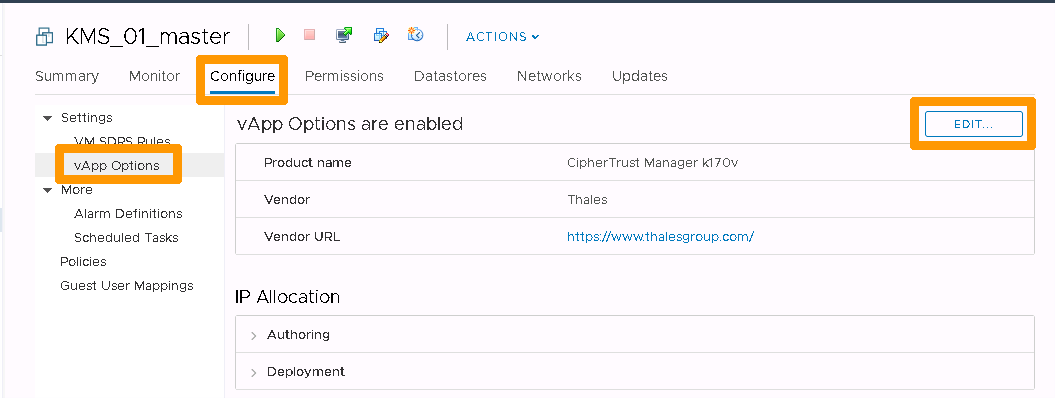 KMS_01_master
ACTIONS
Summary Monitor Configure Permissions Datastores Networks Updates
Settings
VM SDRS Rules
vApp Options
More
Alarm Definitions
Scheduled Tasks
Policies
Guest User Mappings
vApp Options are enabled
EDIT...
Product name CipherTrust Manager k170v
Vendor Thales
Vendor URL https://www.thalesgroup.com/
IP Allocation
Authoring
Deployment